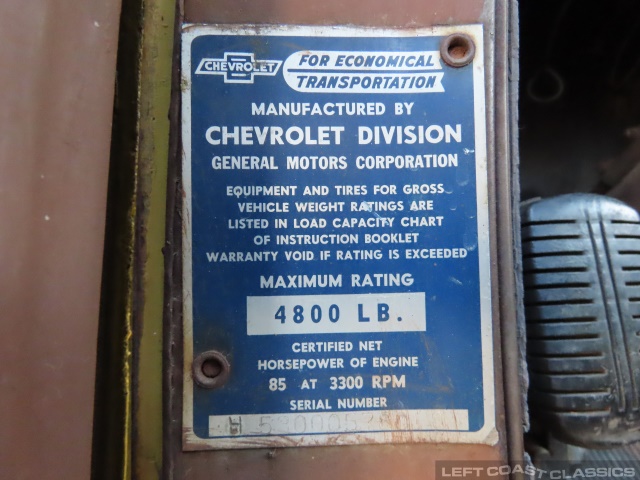 CHEVROLET
FOR ECONOMICAL
TRANSPORTATION
MANUFACTURED BY
CHEVROLET DIVISION
GENERAL MOTORS CORPORATION
EQUIPMENT AND TIRES FOR GROSS
VEHICLE WEIGHT RATINGS ARE
LISTED IN LOAD CAPACITY CHART
OF INSTRUCTION BOOKLET
WARRANTY VOID IF RATING IS EXCEEDED
MAXIMUM RATING
4800 LB.
CERTIFIED NET
HORSEPOWER OF ENGINE
85 AT 3300 RPM
SERIAL NUMBER
LEFT COAST CLASSICS